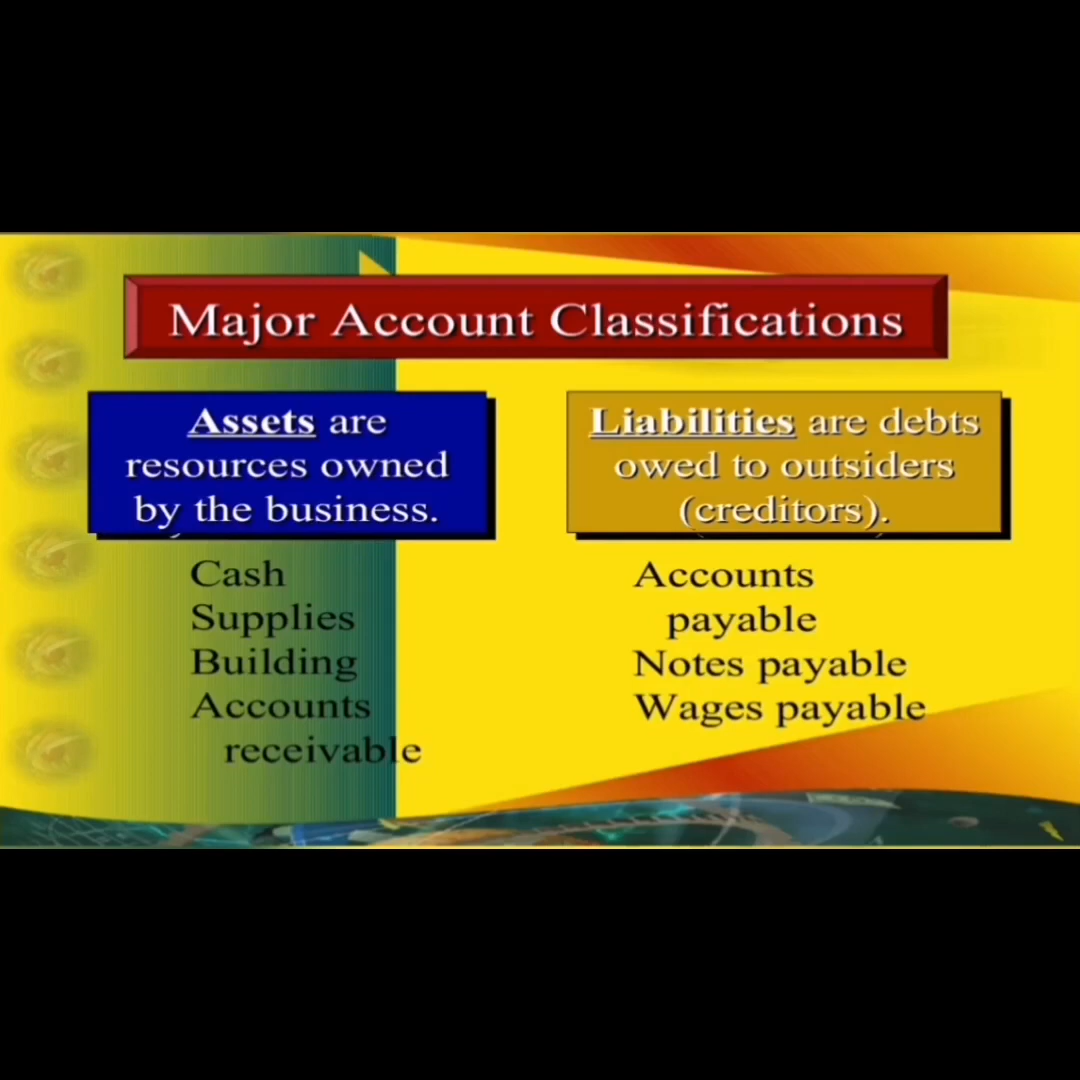 Major Account Classifications
Assets are
resources owned
by the business.
Cash
Supplies
Building
Accounts
receivable
Liabilities are debts
owed to outsiders
(creditors).
Accounts
payable
Notes payable
Wages payable